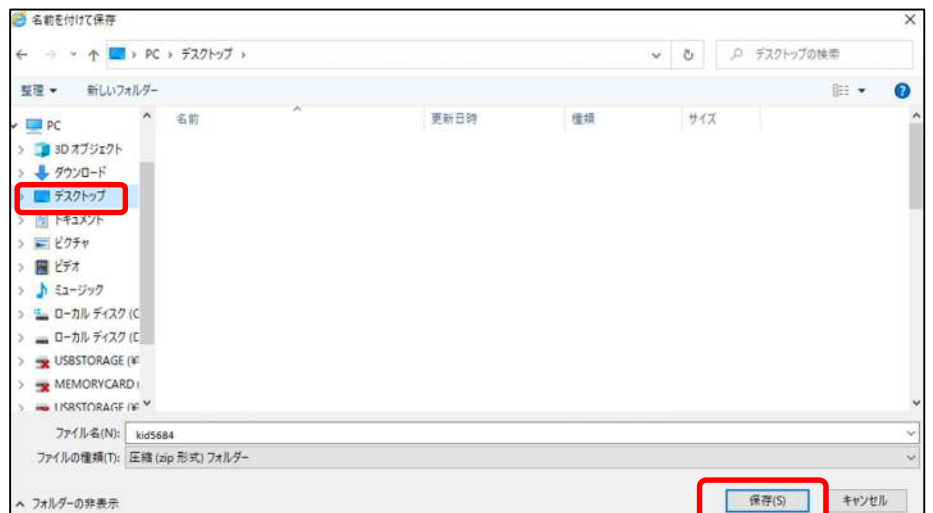 名前を付けて保存
PC › デスクトップ ›
デスクトップの検索
整理
新しいフォルダー
名前
更新日時
種類
サイズ
PC
3D オブジェクト
ダウンロード
デスクトップ
ドキュメント
ピクチャ
ビデオ
ミュージック
ローカル ディスク (C
ローカル ディスク (D
USBSTORAGE (¥
MEMORYCARD (
USBSTORAGE (¥
ファイル名(N): kid5684
ファイルの種類(T): 圧縮 (zip 形式) フォルダー
フォルダーの非表示
保存(S)
キャンセル